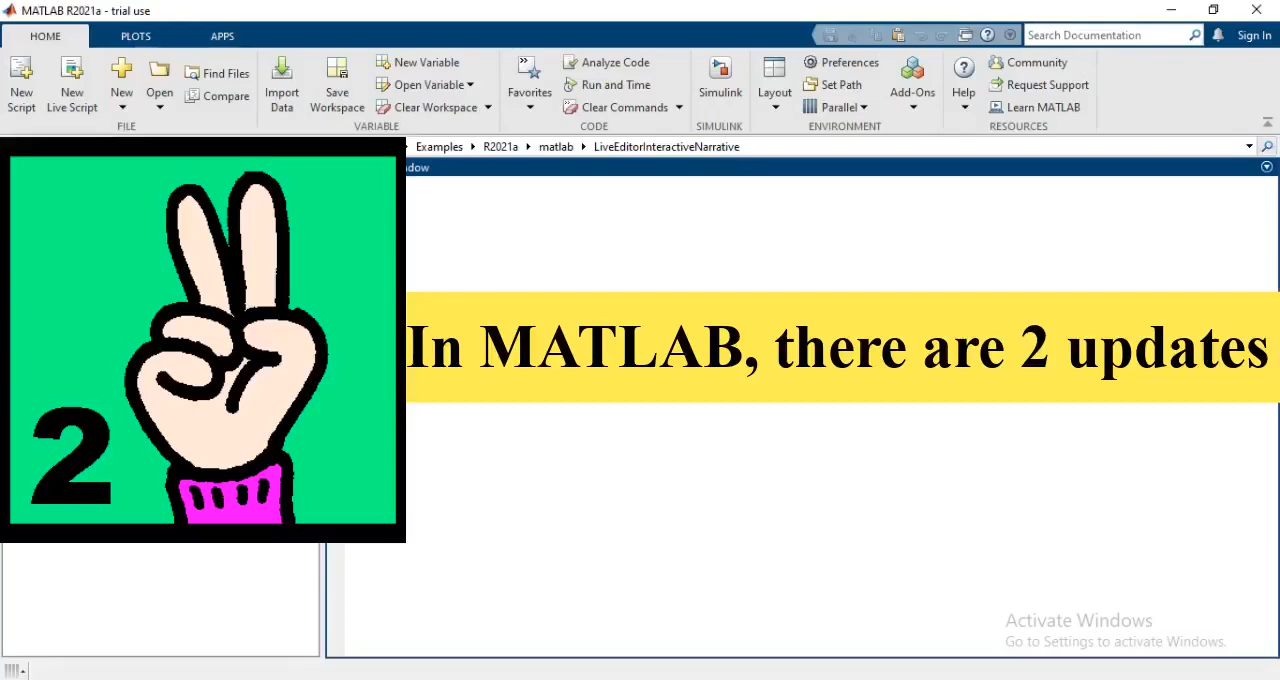 MATLAB R2021a - trial use
HOME PLOTS APPS
Search Documentation Sign In
New Script
New Live Script
New
Open
Find Files
Compare
FILE
Import Data
Save Workspace
New Variable
Open Variable
Clear Workspace
VARIABLE
Favorites
Analyze Code
Run and Time
Clear Commands
CODE
Simulink
SIMULINK
Layout
Preferences
Set Path
Parallel
Add-Ons
ENVIRONMENT
Help
Community
Request Support
Learn MATLAB
RESOURCES
Examples R2021a matlab LiveEditorInteractiveNarrative
dow
In MATLAB, there are 2 updates
2
Activate Windows
Go to Settings to activate Windows.